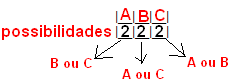 |A|B|C|
possibilidades |2|2|2|
B ou C
A ou C
A ou B